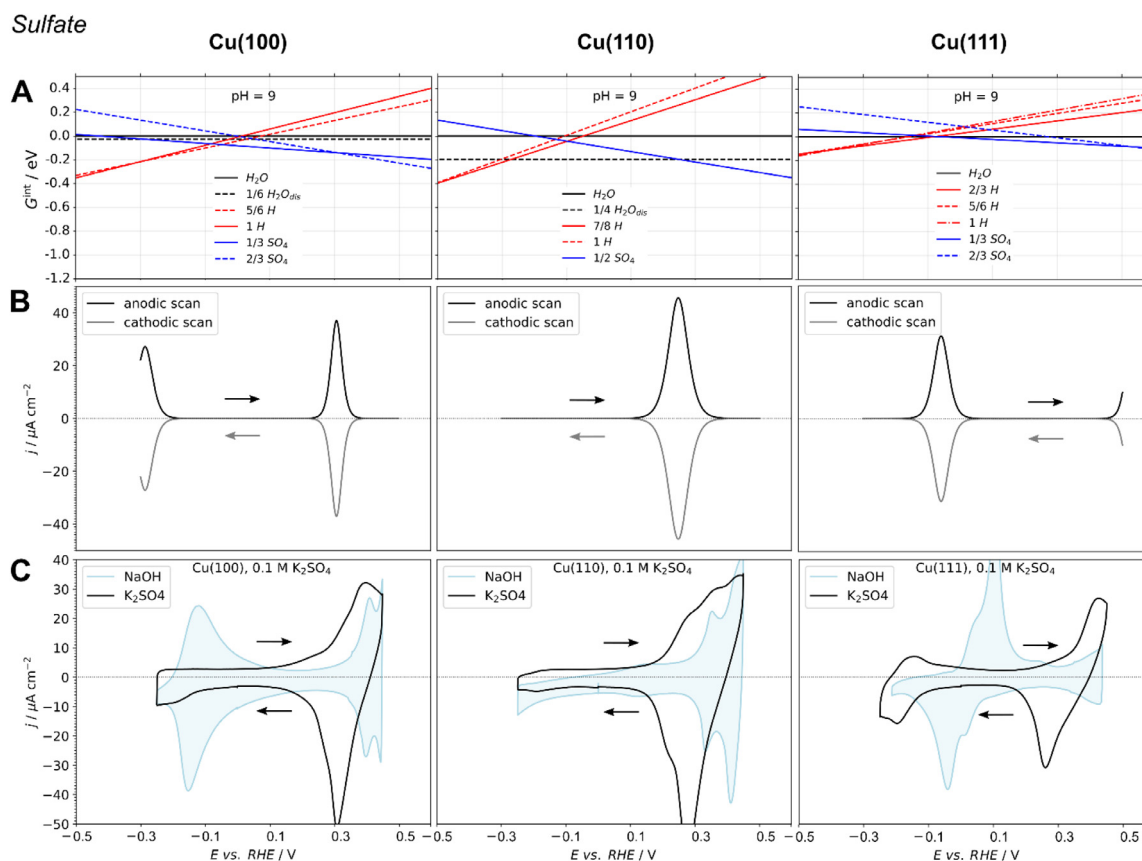 Sulfate
Cu(100)
Cu(110)
Cu(111)
A
0.4
0.2
0.0
-0.2
-0.4
-0.6
-0.8
-1.0
-1.2
G^int / eV
pH = 9
H₂O
1/6 H₂O_dis
5/6 H
1 H
1/3 SO₄
2/3 SO₄
pH = 9
H₂O
1/4 H₂O_dis
7/8 H
1 H
1/2 SO₄
pH = 9
H₂O
2/3 H
5/6 H
1 H
1/3 SO₄
2/3 SO₄
B
40
20
0
−20
−40
j / μA cm⁻²
anodic scan
cathodic scan
anodic scan
cathodic scan
anodic scan
cathodic scan
C
40
30
20
10
0
−10
−20
−30
−40
−50
j / μA cm⁻²
Cu(100), 0.1 M K₂SO₄
NaOH
K₂SO4
Cu(110), 0.1 M K₂SO₄
NaOH
K₂SO4
Cu(111), 0.1 M K₂SO₄
NaOH
K₂SO4
−0.5 −0.3 −0.1 0.1 0.3 0.5
−0.3 −0.1 0.1 0.3 0.5
−0.3 −0.1 0.1 0.3 0.5
E vs. RHE / V
E vs. RHE / V
E vs. RHE / V